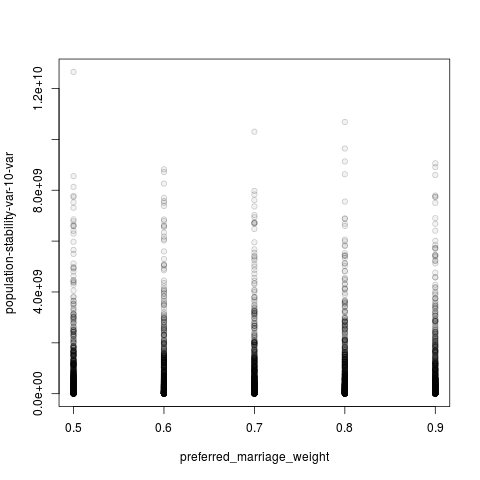 population-stability-var-10-var
1.2e+10
8.0e+09
4.0e+09
0.0e+00
0.5 0.6 0.7 0.8 0.9
preferred_marriage_weight